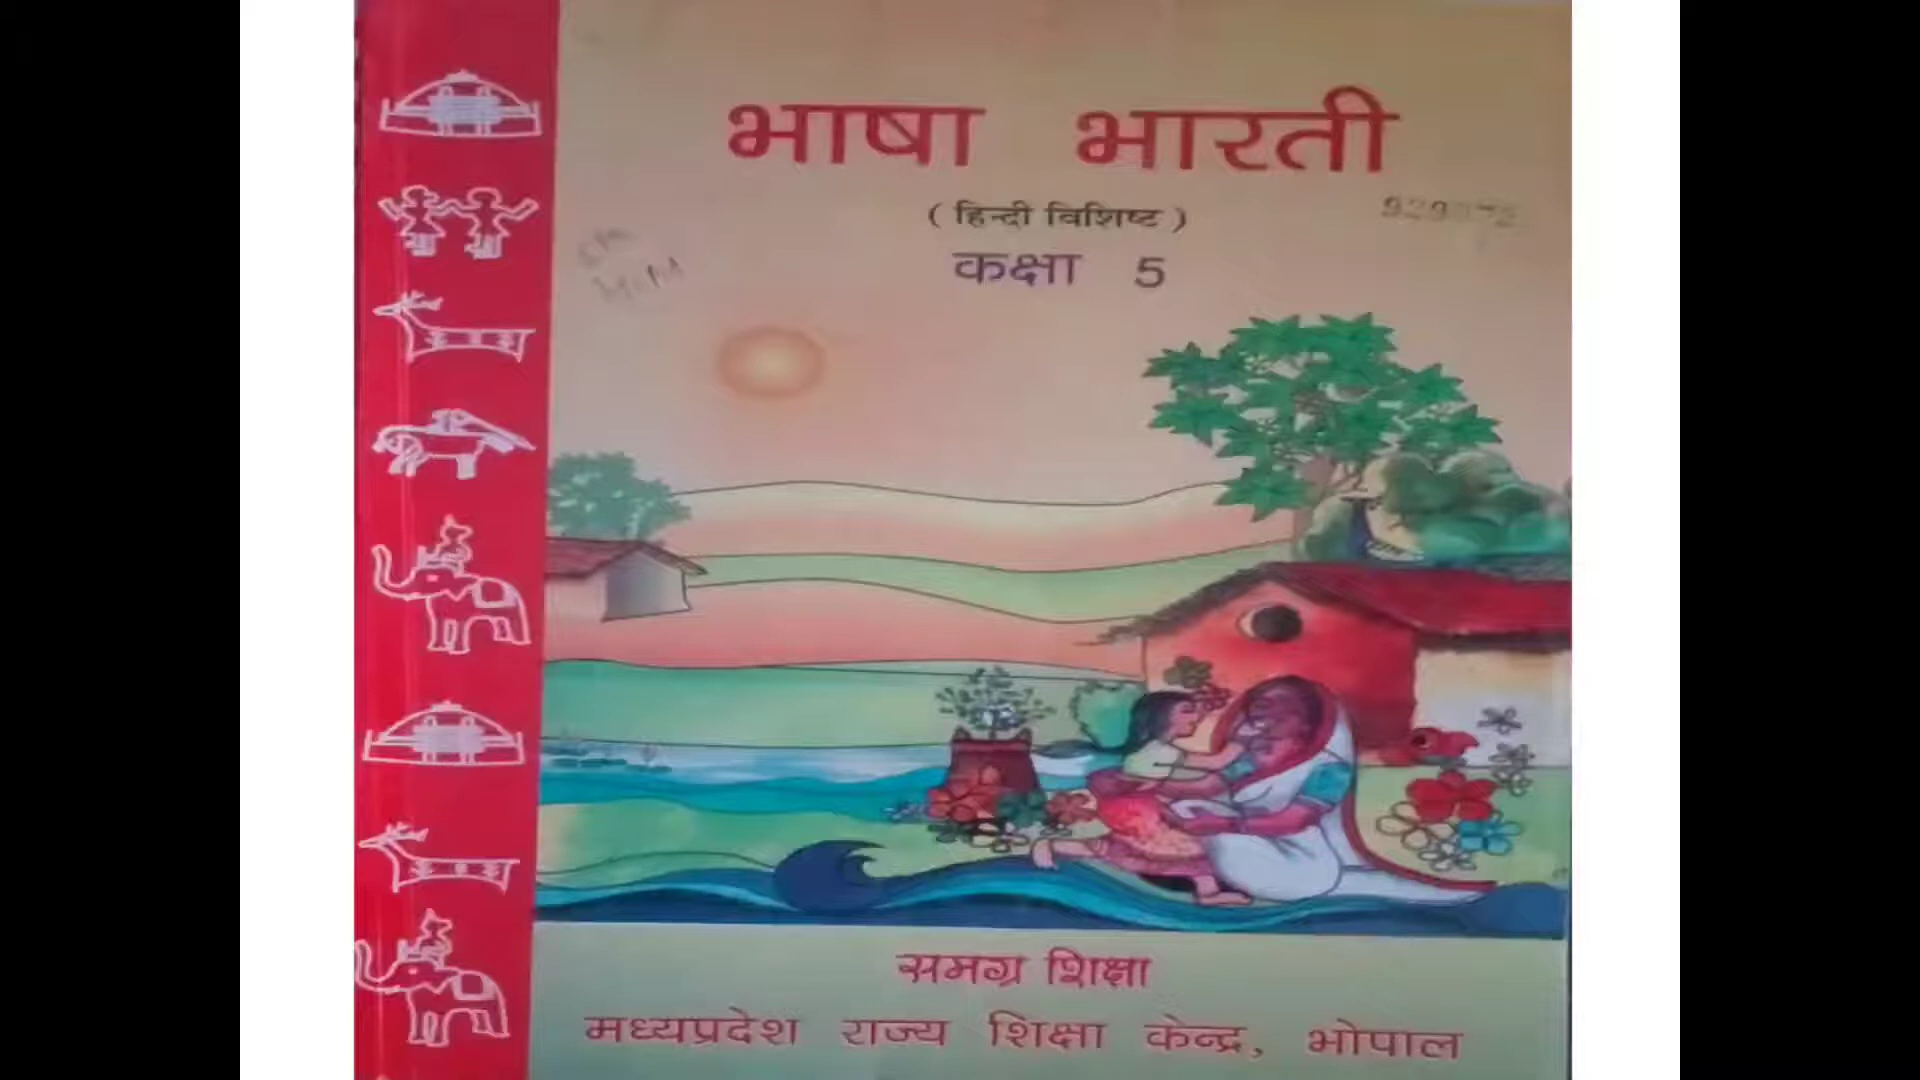 भाषा भारती
( हिन्दी विशिष्ट )
कक्षा 5
समग्र शिक्षा
मध्यप्रदेश राज्य शिक्षा केन्द्र, भोपाल